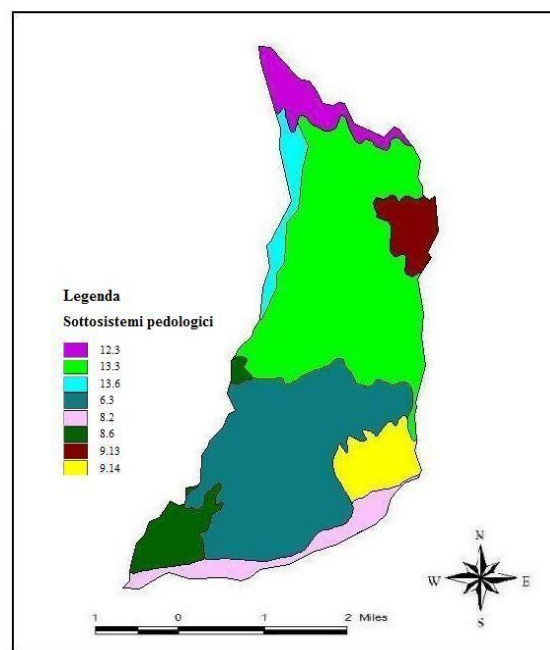 Legenda
Sottosistemi pedologici
12.3
13.3
13.6
6.3
8.2
8.6
9.13
9.14
N
W E
S
1 0 1 2 Miles